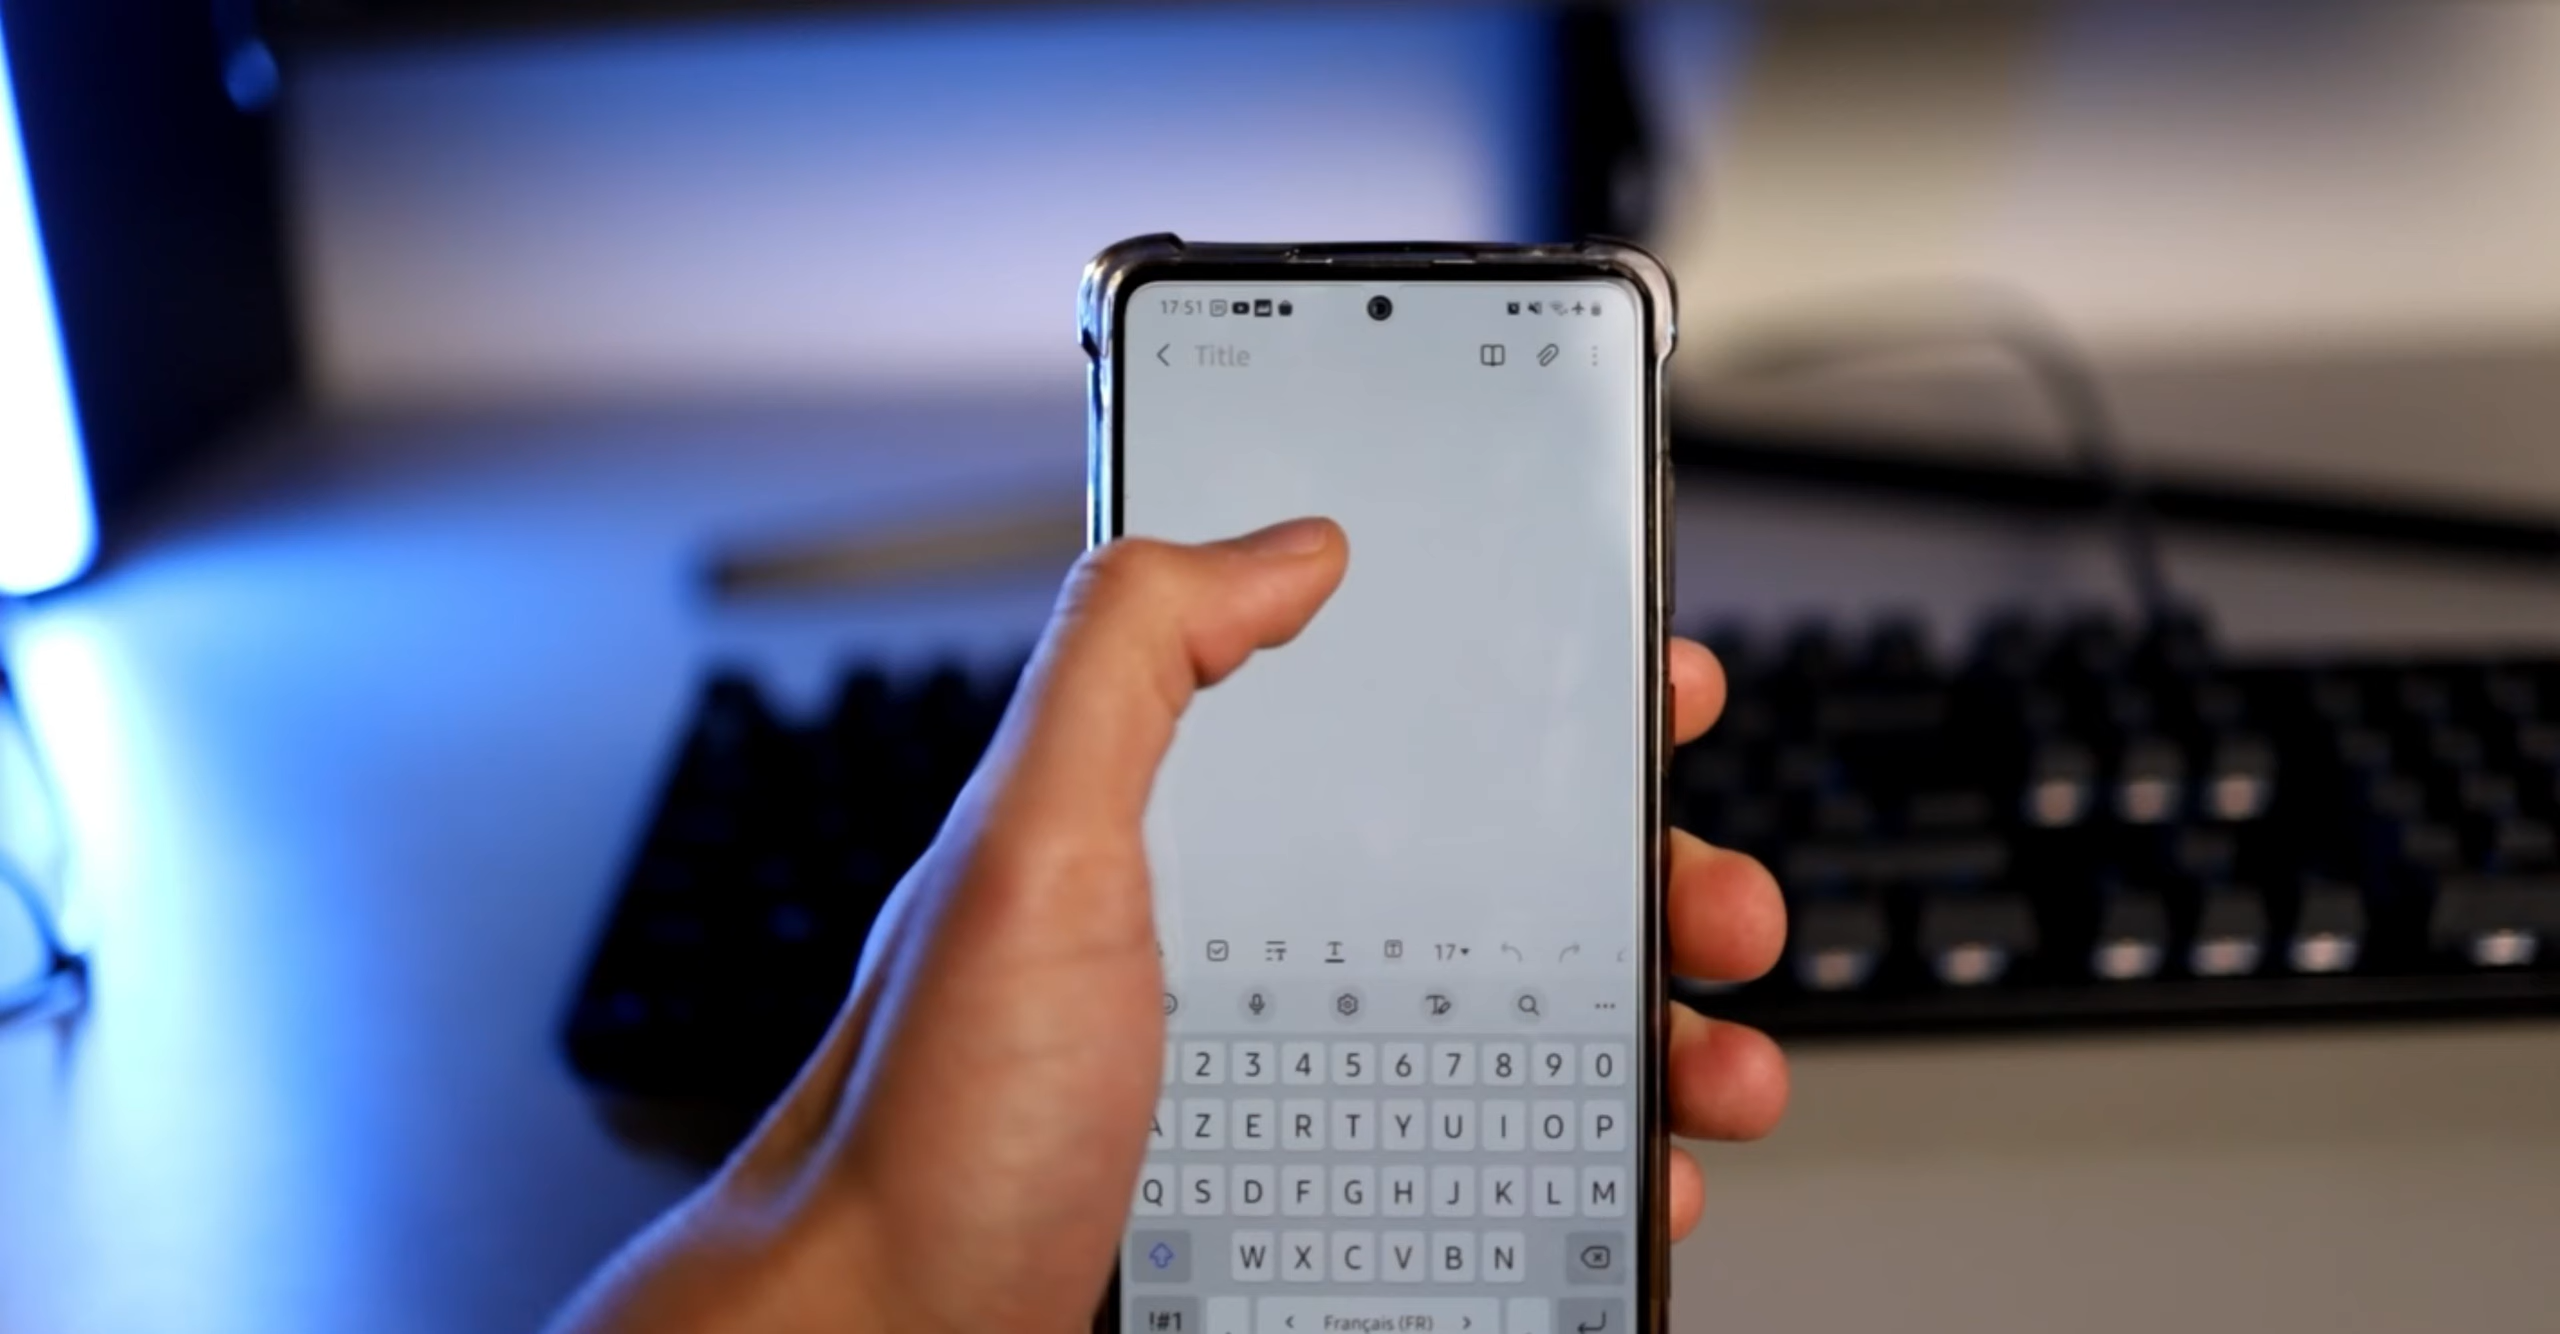 17:51
Title
17
2 3 4 5 6 7 8 9 0
A Z E R T Y U I O P
Q S D F G H J K L M
W X C V B N
!#1 < Français (FR) >